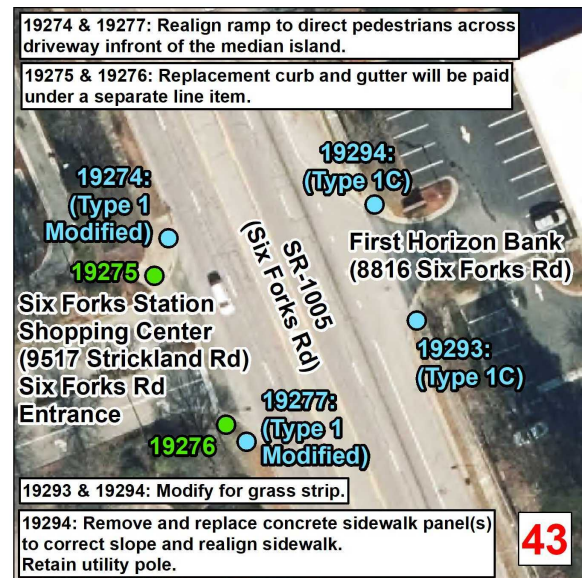 19274 & 19277: Realign ramp to direct pedestrians across
driveway infront of the median island.
19275 & 19276: Replacement curb and gutter will be paid
under a separate line item.
19274:
(Type 1
Modified)
19294:
(Type 1C)
19275
SR-1005
(Six Forks Rd)
First Horizon Bank
(8816 Six Forks Rd)
Six Forks Station
Shopping Center
(9517 Strickland Rd)
Six Forks Rd
Entrance
19293:
(Type 1C)
19276
19277:
(Type 1
Modified)
19293 & 19294: Modify for grass strip.
19294: Remove and replace concrete sidewalk panel(s)
to correct slope and realign sidewalk.
Retain utility pole.
43